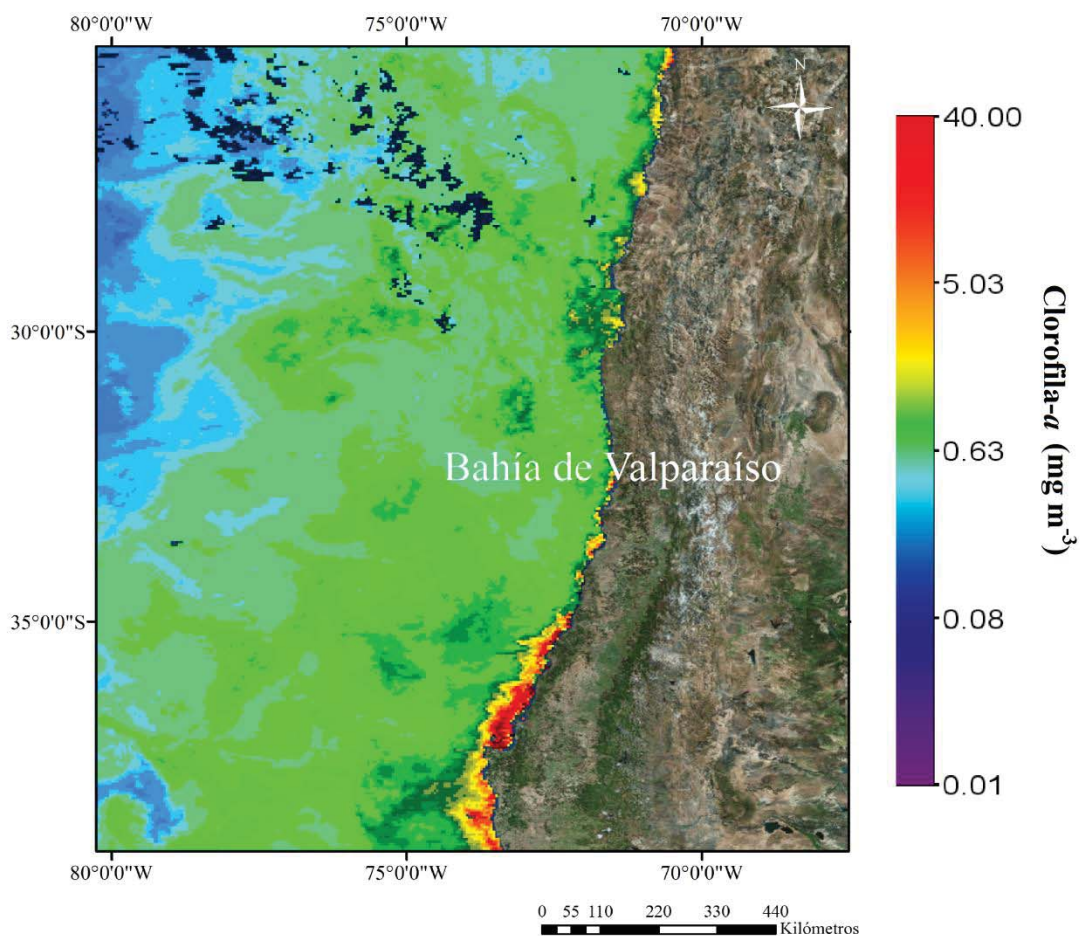 80°0'0"W 75°0'0"W 70°0'0"W
N
40.00
5.03
30°0'0"S
0.63
Bahía de Valparaíso
Clorofila-a (mg m-3)
35°0'0"S
0.08
0.01
80°0'0"W 75°0'0"W 70°0'0"W
0 55 110 220 330 440
Kilómetros